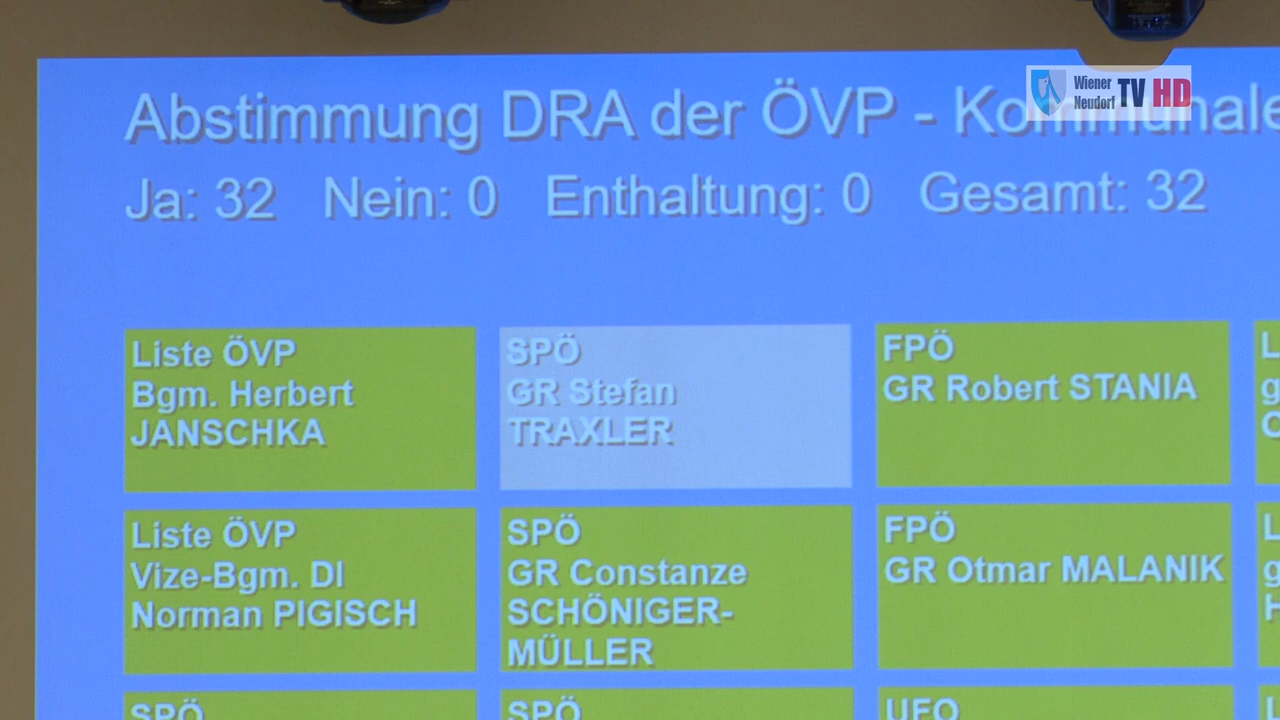 Wiener
Neudorf TV HD
Abstimmung DRA der ÖVP - Kommunale
Ja: 32 Nein: 0 Enthaltung: 0 Gesamt: 32
Liste ÖVP
Bgm. Herbert
JANSCHKA
SPÖ
GR Stefan
TRAXLER
FPÖ
GR Robert STANIA
Liste ÖVP
Vize-Bgm. DI
Norman PIGISCH
SPÖ
GR Constanze
SCHÖNIGER-
MÜLLER
FPÖ
GR Otmar MALANIK
SPÖ
SPÖ
UFO